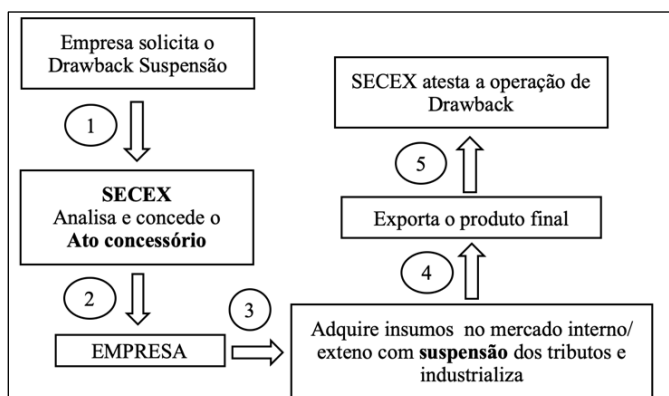 Empresa solicita o
Drawback Suspensão
1
SECEX
Analisa e concede o
Ato concessório
2
EMPRESA
3
Adquire insumos no mercado interno/
exteno com suspensão dos tributos e
industrializa
4
Exporta o produto final
5
SECEX atesta a operação de
Drawback